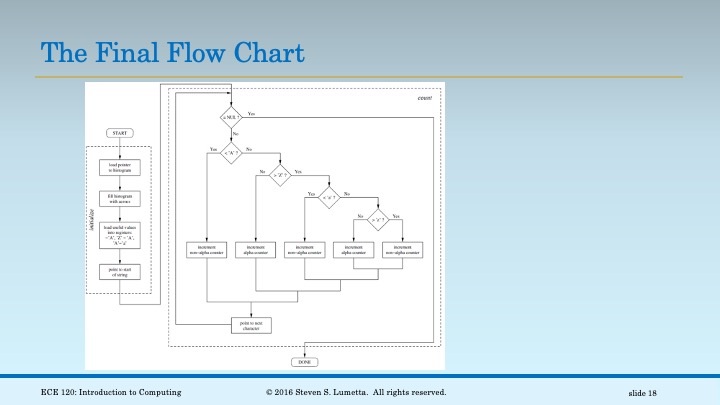 The Final Flow Chart
count
= NUL ?
Yes
No
START
< 'A' ?
Yes
No
load pointer
to histogram
> 'Z' ?
No
Yes
fill histogram
with zeroes
< 'a' ?
Yes
No
initialize
load useful values
into registers
> 'z' ?
No
Yes
increment
non-alpha counter
increment
alpha counter
increment
non-alpha counter
increment
alpha counter
increment
non-alpha counter
point to start
of string
point to next
character
DONE
ECE 120: Introduction to Computing
© 2016 Steven S. Lumetta. All rights reserved.
slide 18